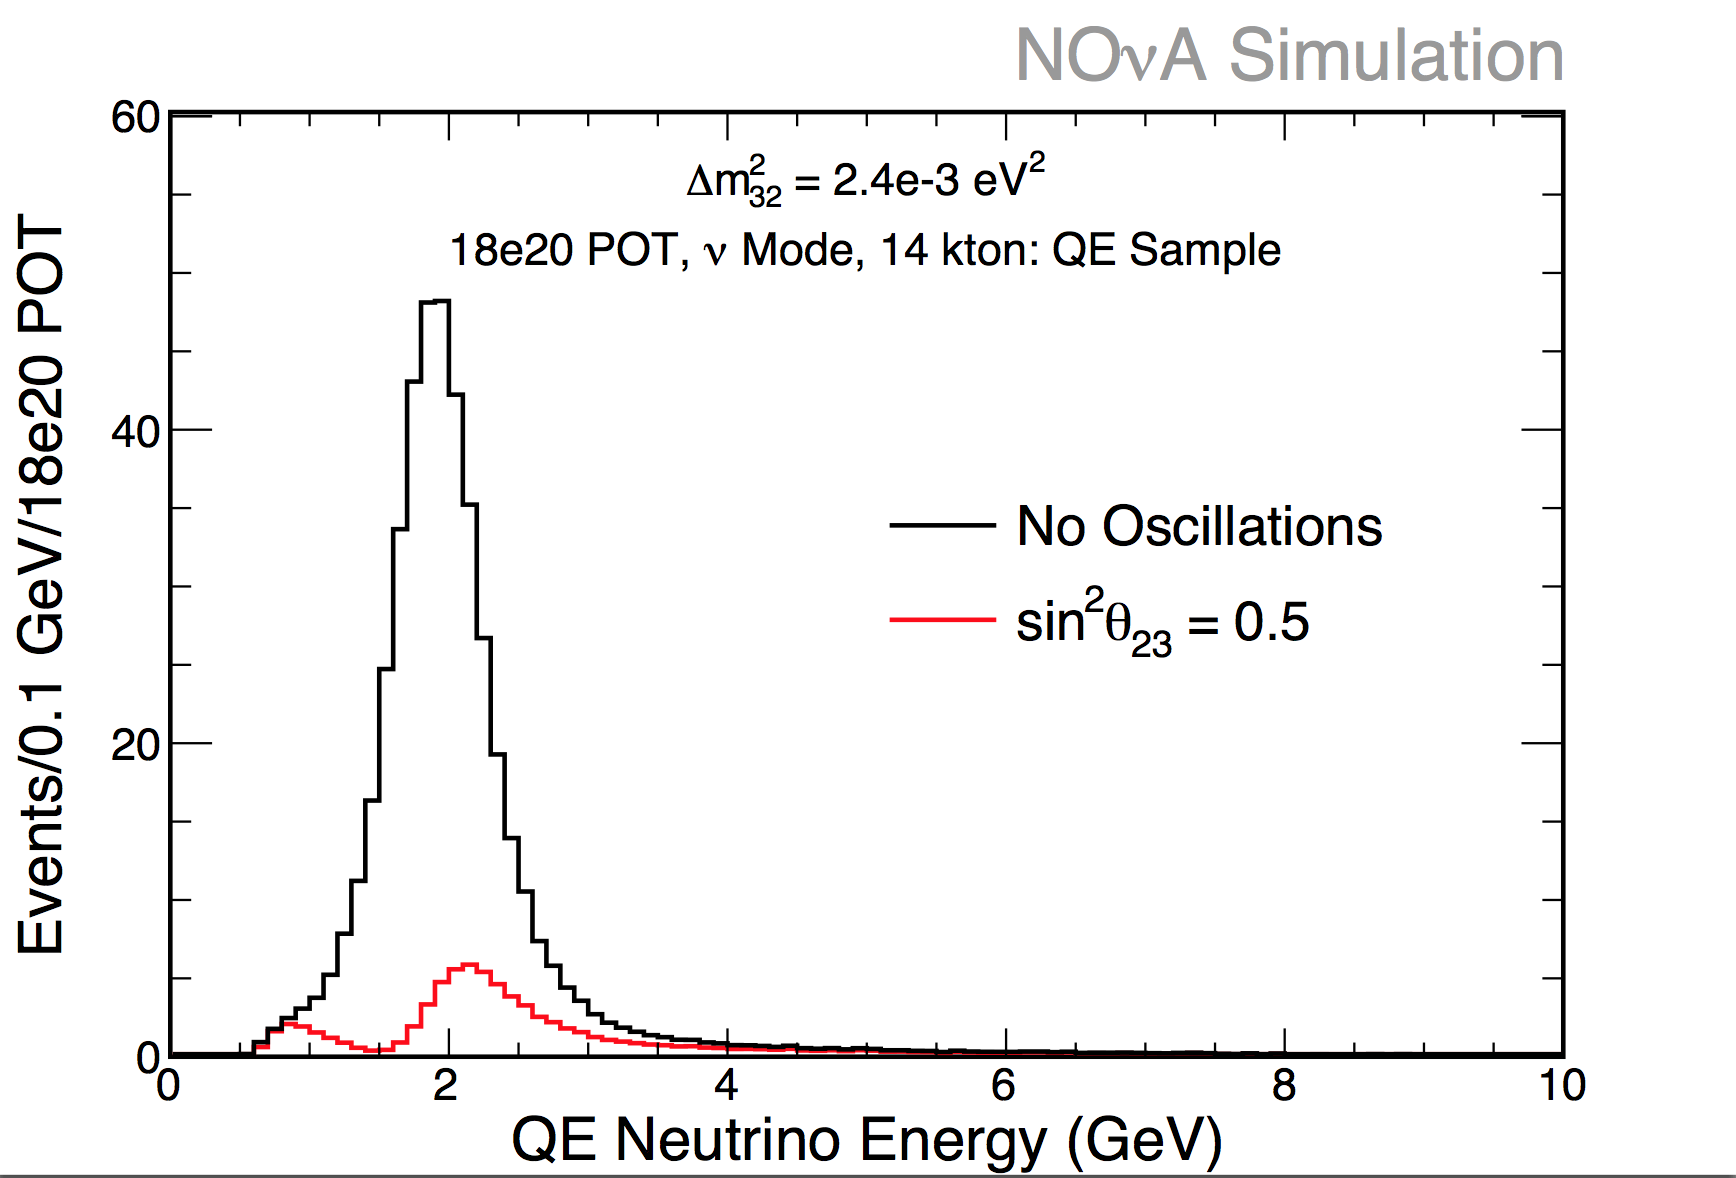 NOνA Simulation
Δm²₃₂ = 2.4e-3 eV²
18e20 POT, ν Mode, 14 kton: QE Sample
No Oscillations
sin²θ₂₃ = 0.5
Events/0.1 GeV/18e20 POT
60
40
20
0
0 2 4 6 8 10
QE Neutrino Energy (GeV)